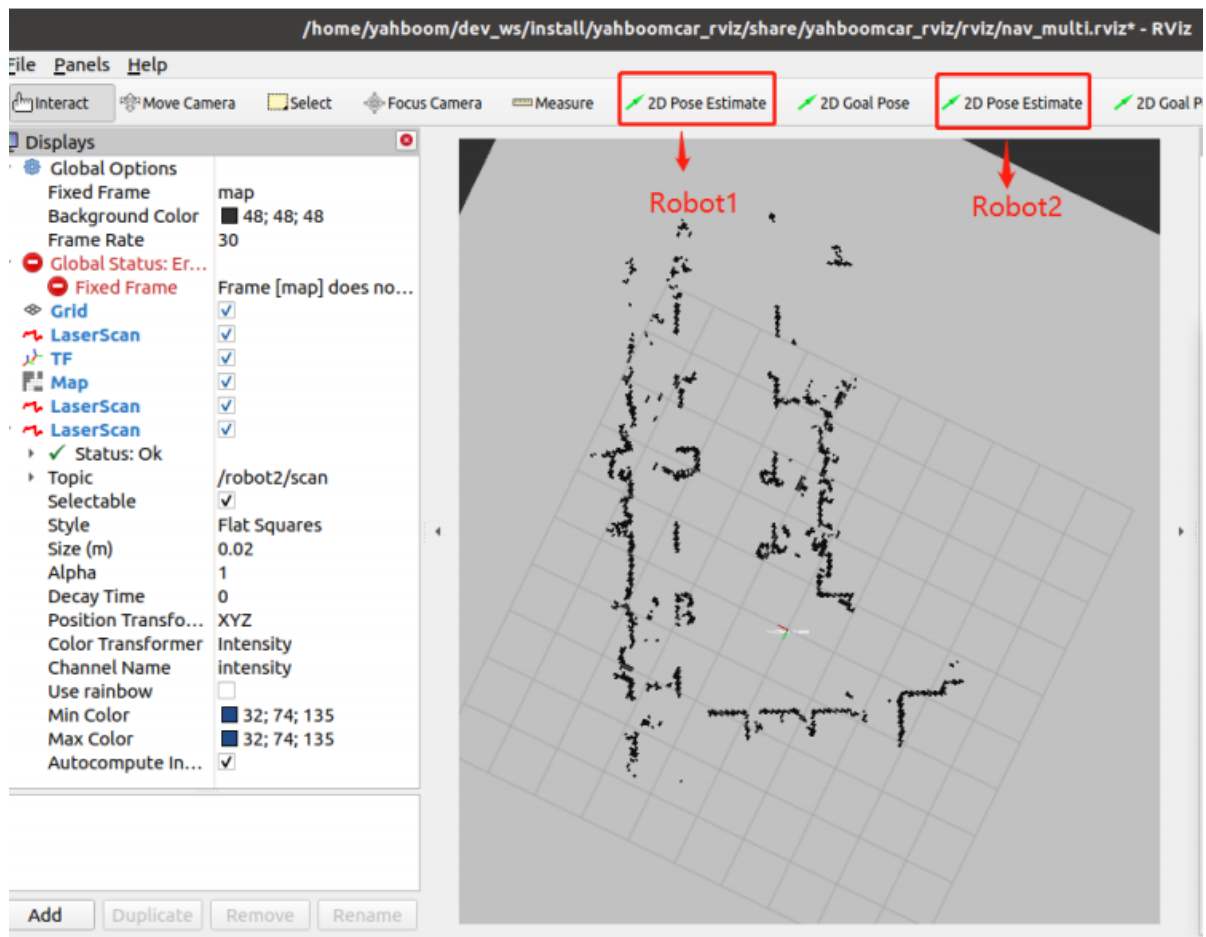 /home/yahboom/dev_ws/install/yahboomcar_rviz/share/yahboomcar_rviz/rviz/nav_multi.rviz* - RViz
File Panels Help
Interact Move Camera Select Focus Camera Measure 2D Pose Estimate 2D Goal Pose 2D Pose Estimate 2D Goal P
Displays
Global Options
Fixed Frame map
Background Color 48; 48; 48
Frame Rate 30
Global Status: Er...
Fixed Frame Frame [map] does no...
Grid
LaserScan
TF
Map
LaserScan
LaserScan
Status: Ok
Topic /robot2/scan
Selectable
Style Flat Squares
Size (m) 0.02
Alpha 1
Decay Time 0
Position Transfo... XYZ
Color Transformer Intensity
Channel Name intensity
Use rainbow
Min Color 32; 74; 135
Max Color 32; 74; 135
Autocompute In...
Add Duplicate Remove Rename
Robot1
Robot2